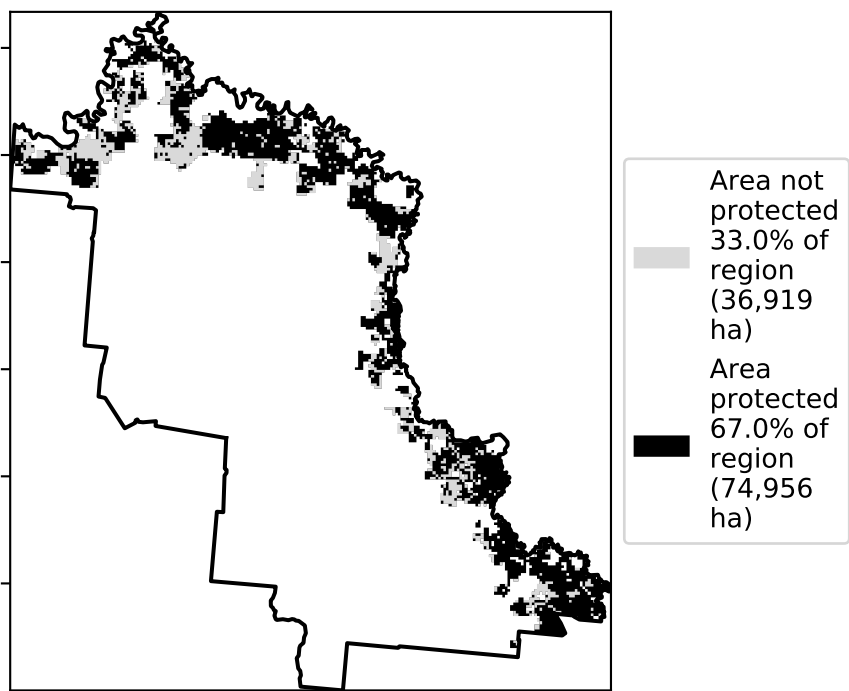 Area not
protected
33.0% of
region
(36,919
ha)
Area
protected
67.0% of
region
(74,956
ha)